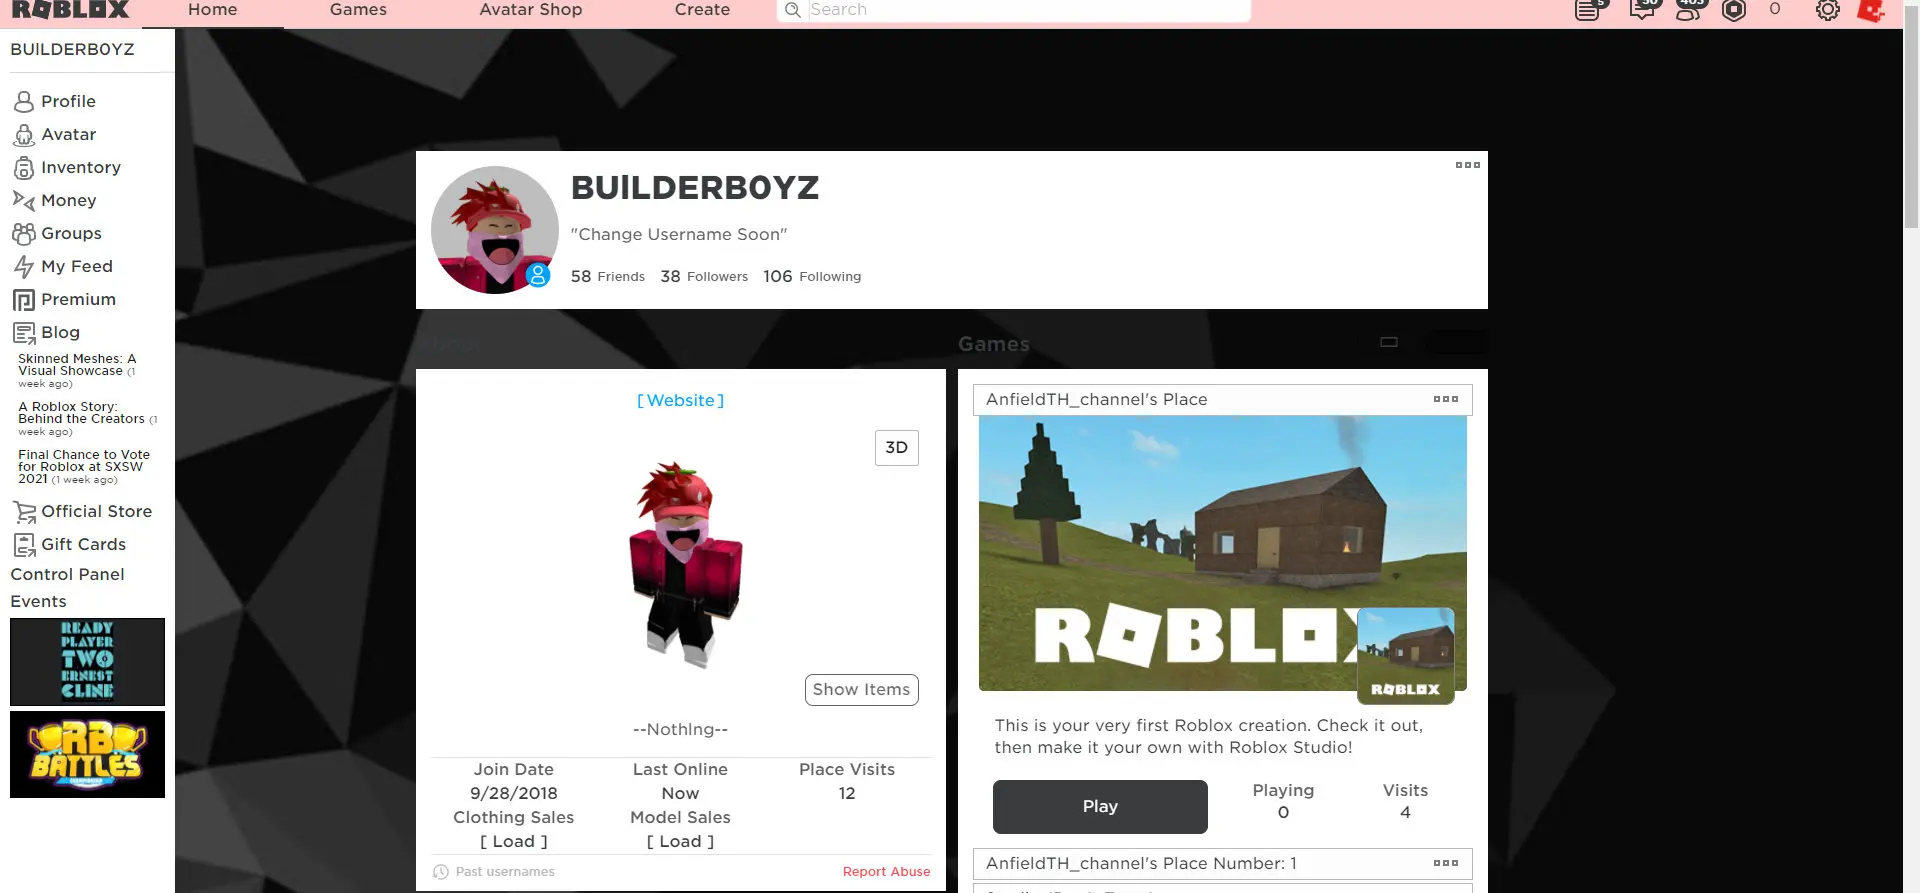 ROBLOX
Home
Games
Avatar Shop
Create
Search
5
50
403
0
BUILDERB0YZ
Profile
Avatar
Inventory
Money
Groups
My Feed
Premium
Blog
Skinned Meshes: A
Visual Showcase (1
week ago)
A Roblox Story:
Behind the Creators (1
week ago)
Final Chance to Vote
for Roblox at SXSW
2021 (1 week ago)
Official Store
Gift Cards
Control Panel
Events
READY
PLAYER
TWO
ERNEST
CLINE
RB
BATTLES
BUIlDERB0YZ
"Change Username Soon"
58 Friends 38 Followers 106 Following
About
[ Website ]
3D
Show Items
--NothIng--
Join Date
9/28/2018
Last Online
Now
Place Visits
12
Clothing Sales
[ Load ]
Model Sales
[ Load ]
Past usernames
Report Abuse
Games
AnfieldTH_channel's Place
ROBLOX
ROBLOX
This is your very first Roblox creation. Check it out,
then make it your own with Roblox Studio!
Play
Playing
0
Visits
4
AnfieldTH_channel's Place Number: 1